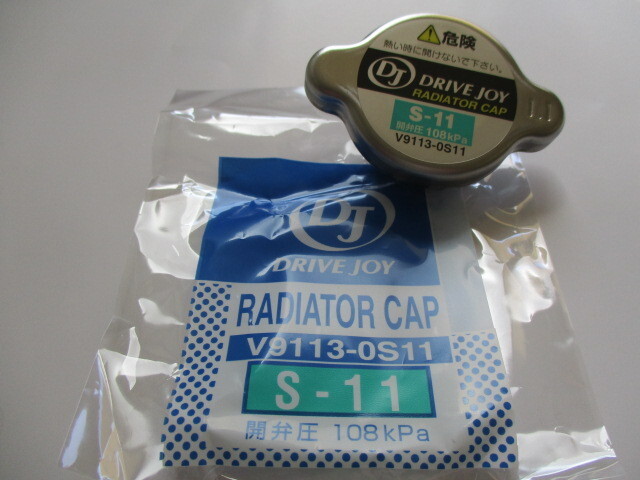 危険
熱い時に開けないで下さい。
DJ DRIVE JOY
RADIATOR CAP
S-11
開弁圧 108kPa
V9113-0S11
DJ
DRIVE JOY
RADIATOR CAP
V9113-0S11
S-11
開弁圧 108kPa